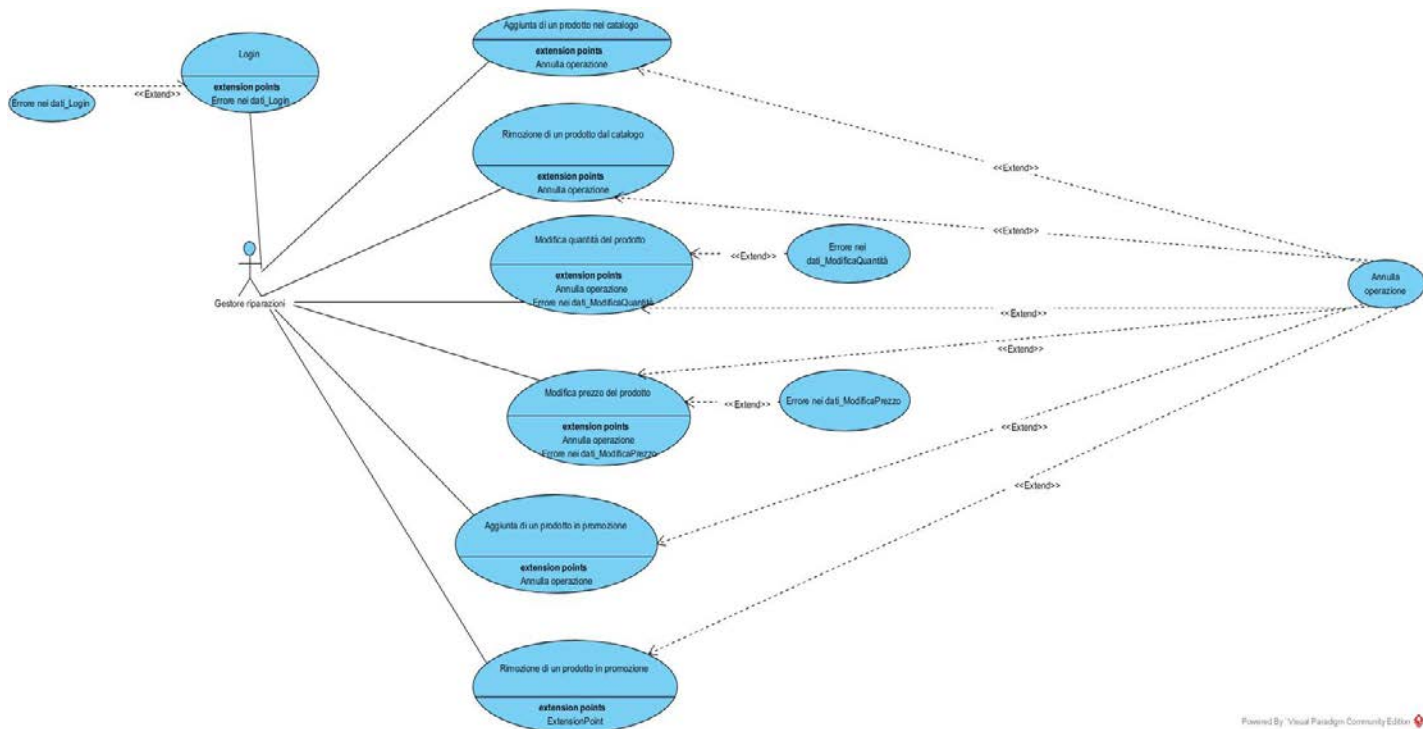 Aggiunta di un prodotto nel catalogo
extension points
Annulla operazione
Login
extension points
Errore nei dati_Login
Errore nei dati_Login
<<Extend>>
Rimozione di un prodotto dal catalogo
extension points
Annulla operazione
<<Extend>>
<<Extend>>
Modifica quantità del prodotto
extension points
Annulla operazione
Errore nei dati_ModificaQuantità
<<Extend>>
Errore nei
dati_ModificaQuantità
Annulla
operazione
Gestore riparazioni
<<Extend>>
<<Extend>>
Modifica prezzo del prodotto
extension points
Annulla operazione
Errore nei dati_ModificaPrezzo
<<Extend>>
Errore nei dati_ModificaPrezzo
<<Extend>>
<<Extend>>
Aggiunta di un prodotto in promozione
extension points
Annulla operazione
Rimozione di un prodotto in promozione
extension points
ExtensionPoint
Powered By Visual Paradigm Community Edition